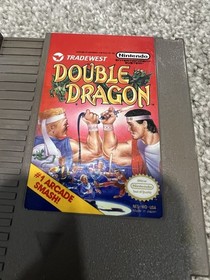 TRADEWEST
Nintendo
DOUBLE
DRAGON
#1 ARCADE
SMASH!